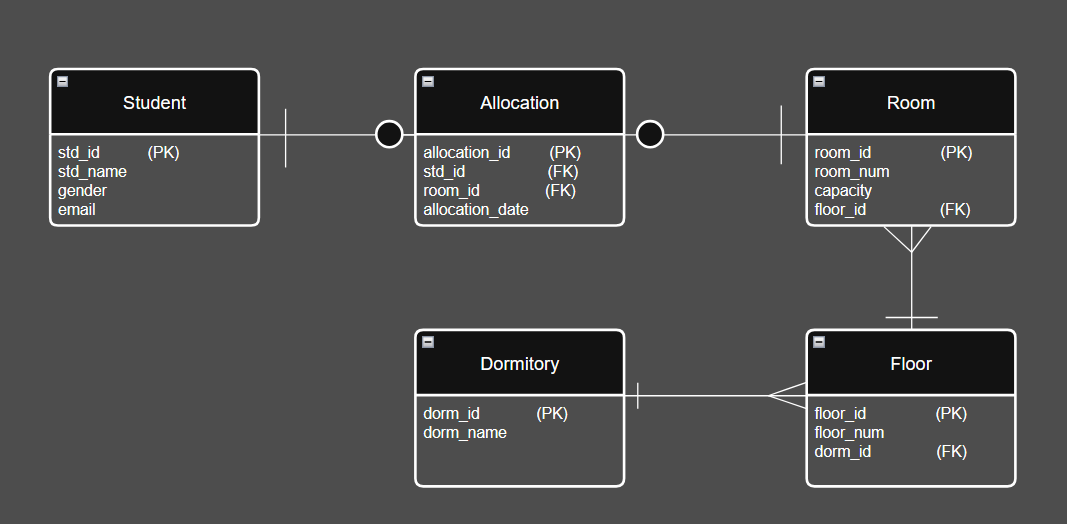 Student
std_id (PK)
std_name
gender
email
Allocation
allocation_id (PK)
std_id (FK)
room_id (FK)
allocation_date
Room
room_id (PK)
room_num
capacity
floor_id (FK)
Dormitory
dorm_id (PK)
dorm_name
Floor
floor_id (PK)
floor_num
dorm_id (FK)